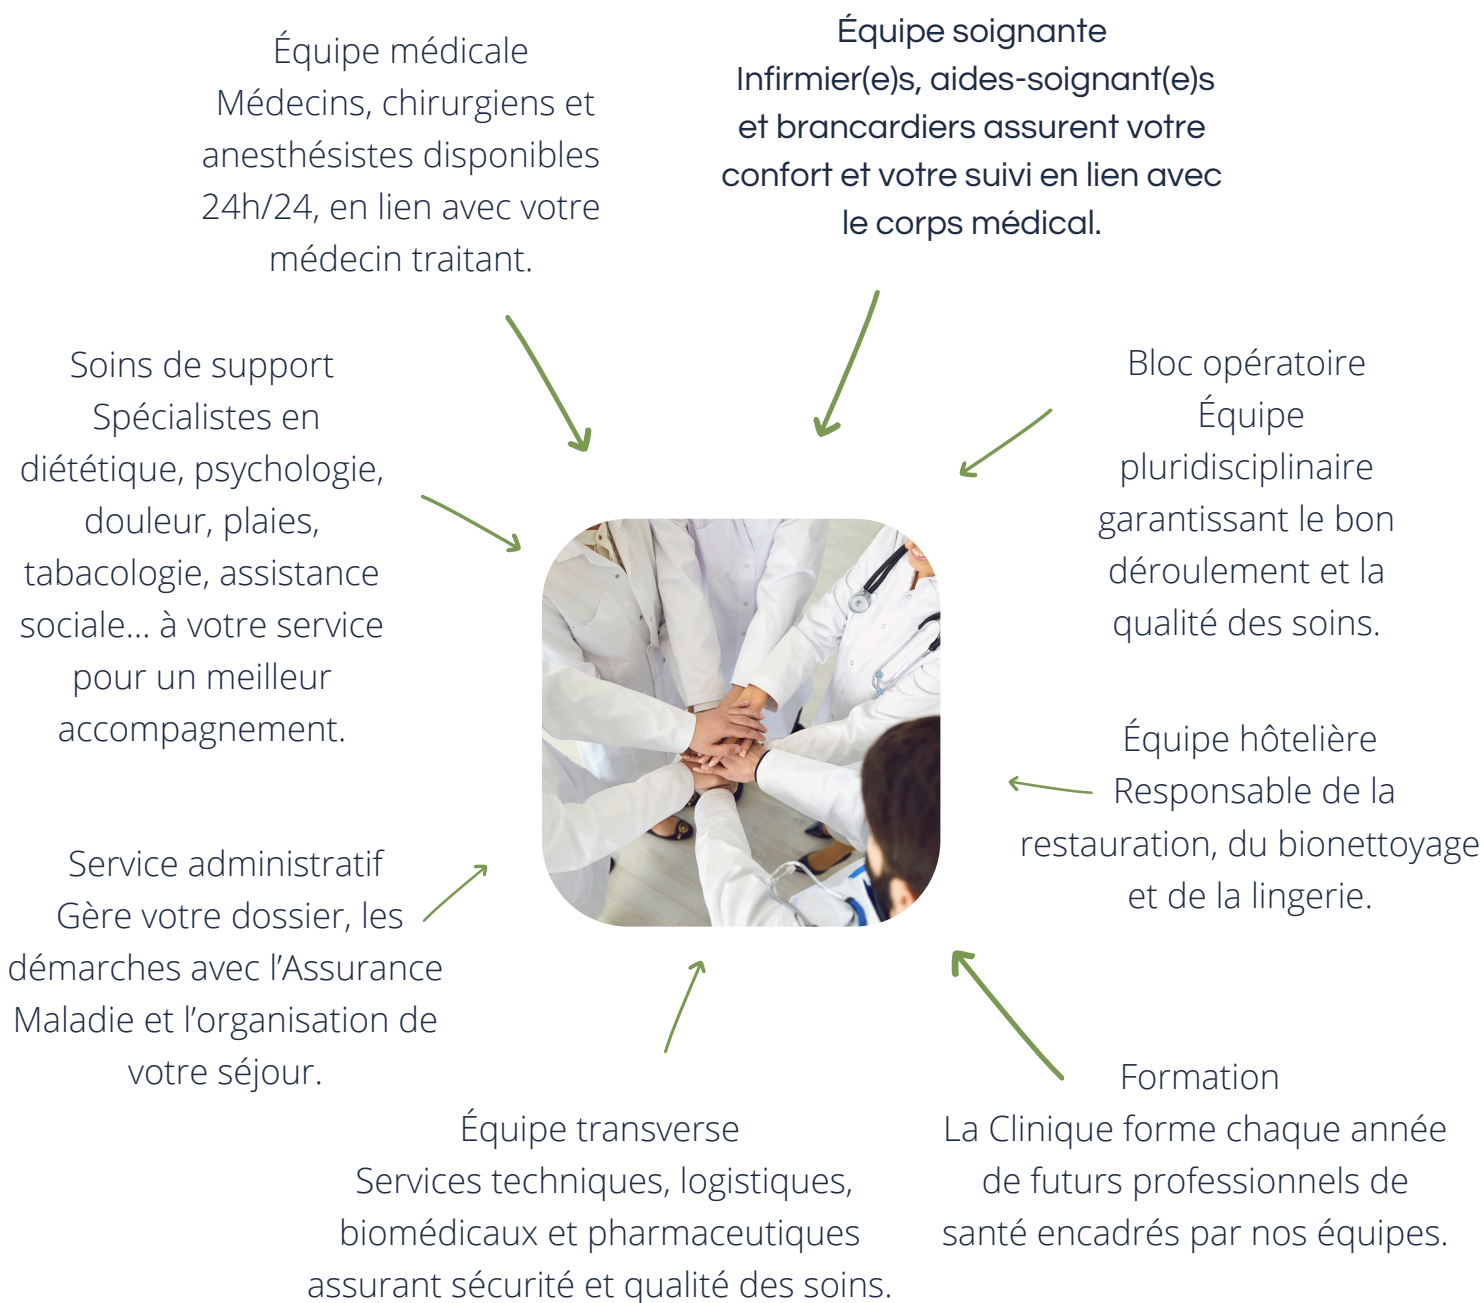 Équipe médicale
Médecins, chirurgiens et
anesthésistes disponibles
24h/24, en lien avec votre
médecin traitant.
Équipe soignante
Infirmier(e)s, aides-soignant(e)s
et brancardiers assurent votre
confort et votre suivi en lien avec
le corps médical.
Soins de support
Spécialistes en
diététique, psychologie,
douleur, plaies,
tabacologie, assistance
sociale... à votre service
pour un meilleur
accompagnement.
Bloc opératoire
Équipe
pluridisciplinaire
garantissant le bon
déroulement et la
qualité des soins.
Équipe hôtelière
Responsable de la
restauration, du bionettoyage
et de la lingerie.
Service administratif
Gère votre dossier, les
démarches avec l'Assurance
Maladie et l'organisation de
votre séjour.
Équipe transverse
Services techniques, logistiques,
biomédicaux et pharmaceutiques
assurant sécurité et qualité des soins.
Formation
La Clinique forme chaque année
de futurs professionnels de
santé encadrés par nos équipes.